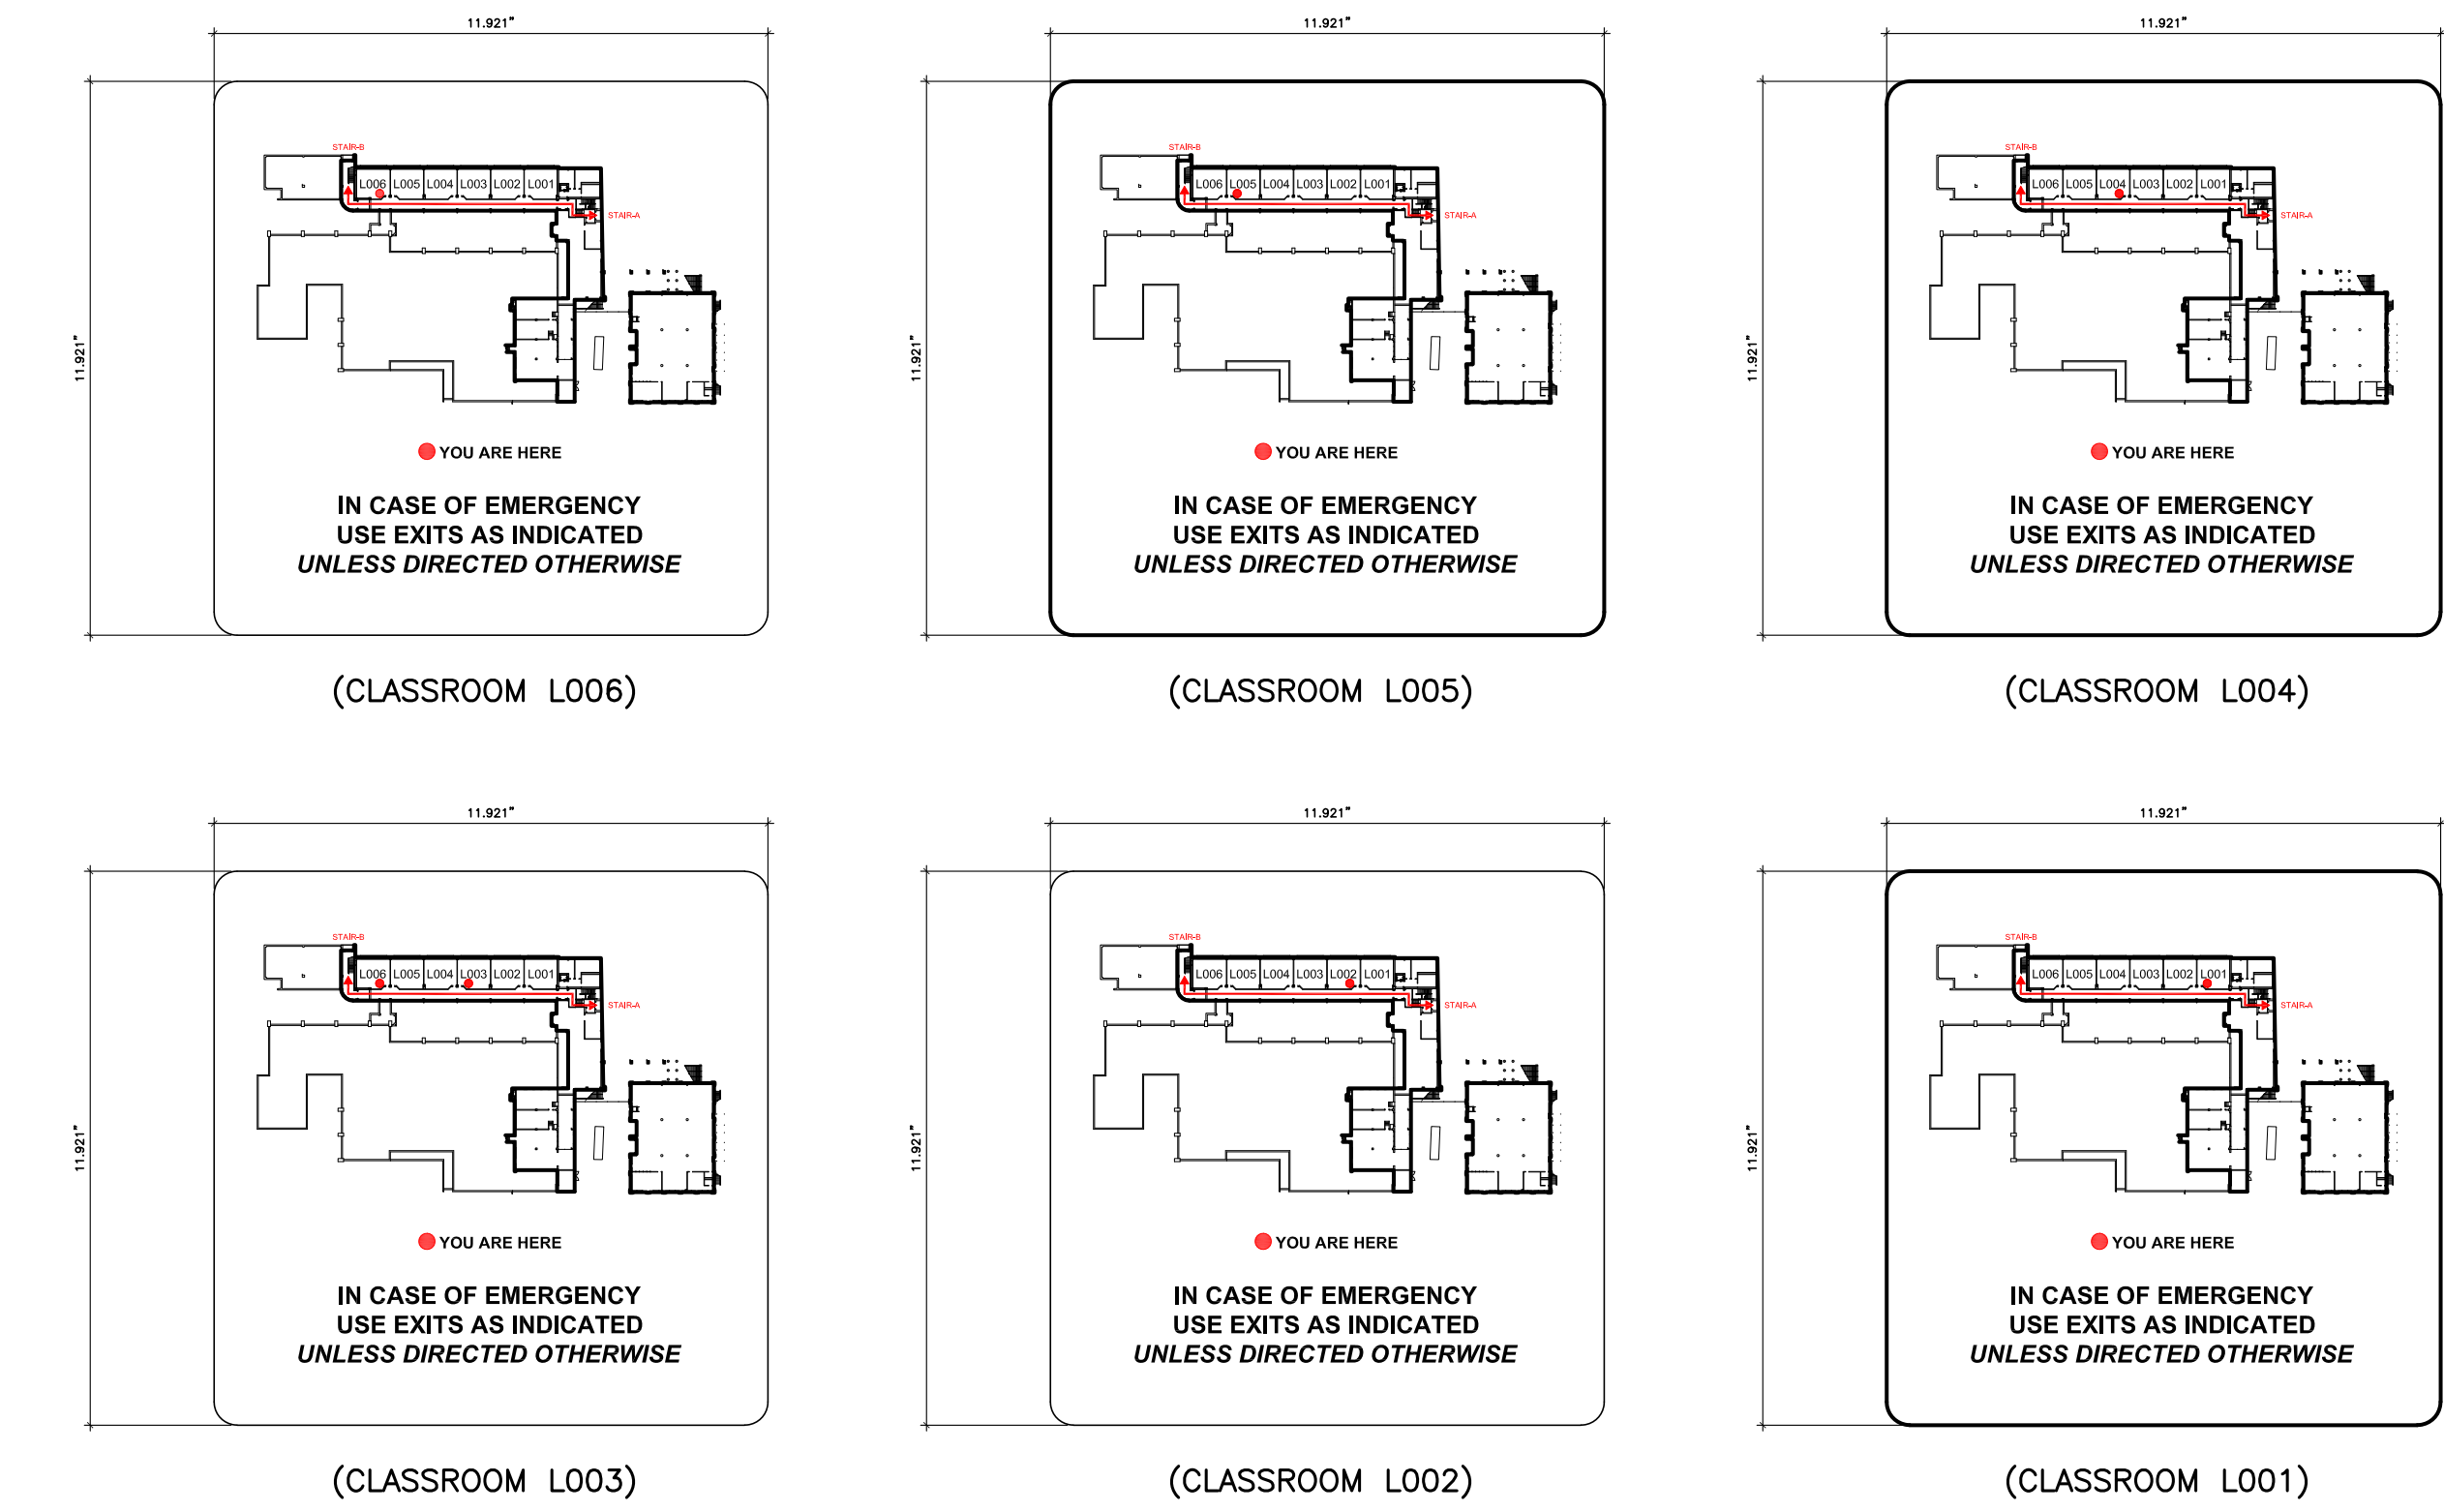 11.921"
11.921"
STAIR-B
L006 L005 L004 L003 L002 L001
STAIR-A
YOU ARE HERE
IN CASE OF EMERGENCY
USE EXITS AS INDICATED
UNLESS DIRECTED OTHERWISE
(CLASSROOM L006)
11.921"
11.921"
STAIR-B
L006 L005 L004 L003 L002 L001
STAIR-A
YOU ARE HERE
IN CASE OF EMERGENCY
USE EXITS AS INDICATED
UNLESS DIRECTED OTHERWISE
(CLASSROOM L005)
11.921"
11.921"
STAIR-B
L006 L005 L004 L003 L002 L001
STAIR-A
YOU ARE HERE
IN CASE OF EMERGENCY
USE EXITS AS INDICATED
UNLESS DIRECTED OTHERWISE
(CLASSROOM L004)
11.921"
11.921"
STAIR-B
L006 L005 L004 L003 L002 L001
STAIR-A
YOU ARE HERE
IN CASE OF EMERGENCY
USE EXITS AS INDICATED
UNLESS DIRECTED OTHERWISE
(CLASSROOM L003)
11.921"
11.921"
STAIR-B
L006 L005 L004 L003 L002 L001
STAIR-A
YOU ARE HERE
IN CASE OF EMERGENCY
USE EXITS AS INDICATED
UNLESS DIRECTED OTHERWISE
(CLASSROOM L002)
11.921"
11.921"
STAIR-B
L006 L005 L004 L003 L002 L001
STAIR-A
YOU ARE HERE
IN CASE OF EMERGENCY
USE EXITS AS INDICATED
UNLESS DIRECTED OTHERWISE
(CLASSROOM L001)